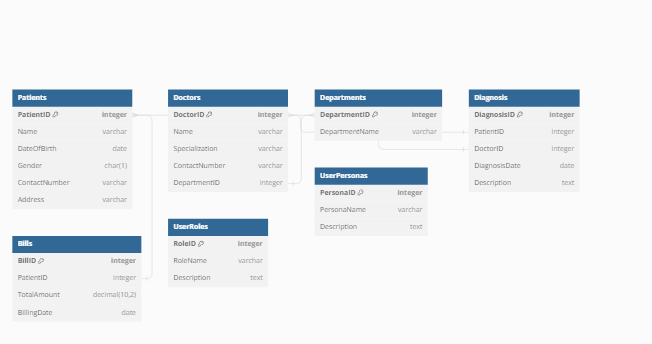 Patients
PatientID integer
Name varchar
DateOfBirth date
Gender char(1)
ContactNumber varchar
Address varchar
Doctors
DoctorID integer
Name varchar
Specialization varchar
ContactNumber varchar
DepartmentID integer
Departments
DepartmentID integer
DepartmentName varchar
Diagnosis
DiagnosisID integer
PatientID integer
DoctorID integer
DiagnosisDate date
Description text
UserPersonas
PersonaID integer
PersonaName varchar
Description text
Bills
BillID integer
PatientID integer
TotalAmount decimal(10,2)
BillingDate date
UserRoles
RoleID integer
RoleName varchar
Description text